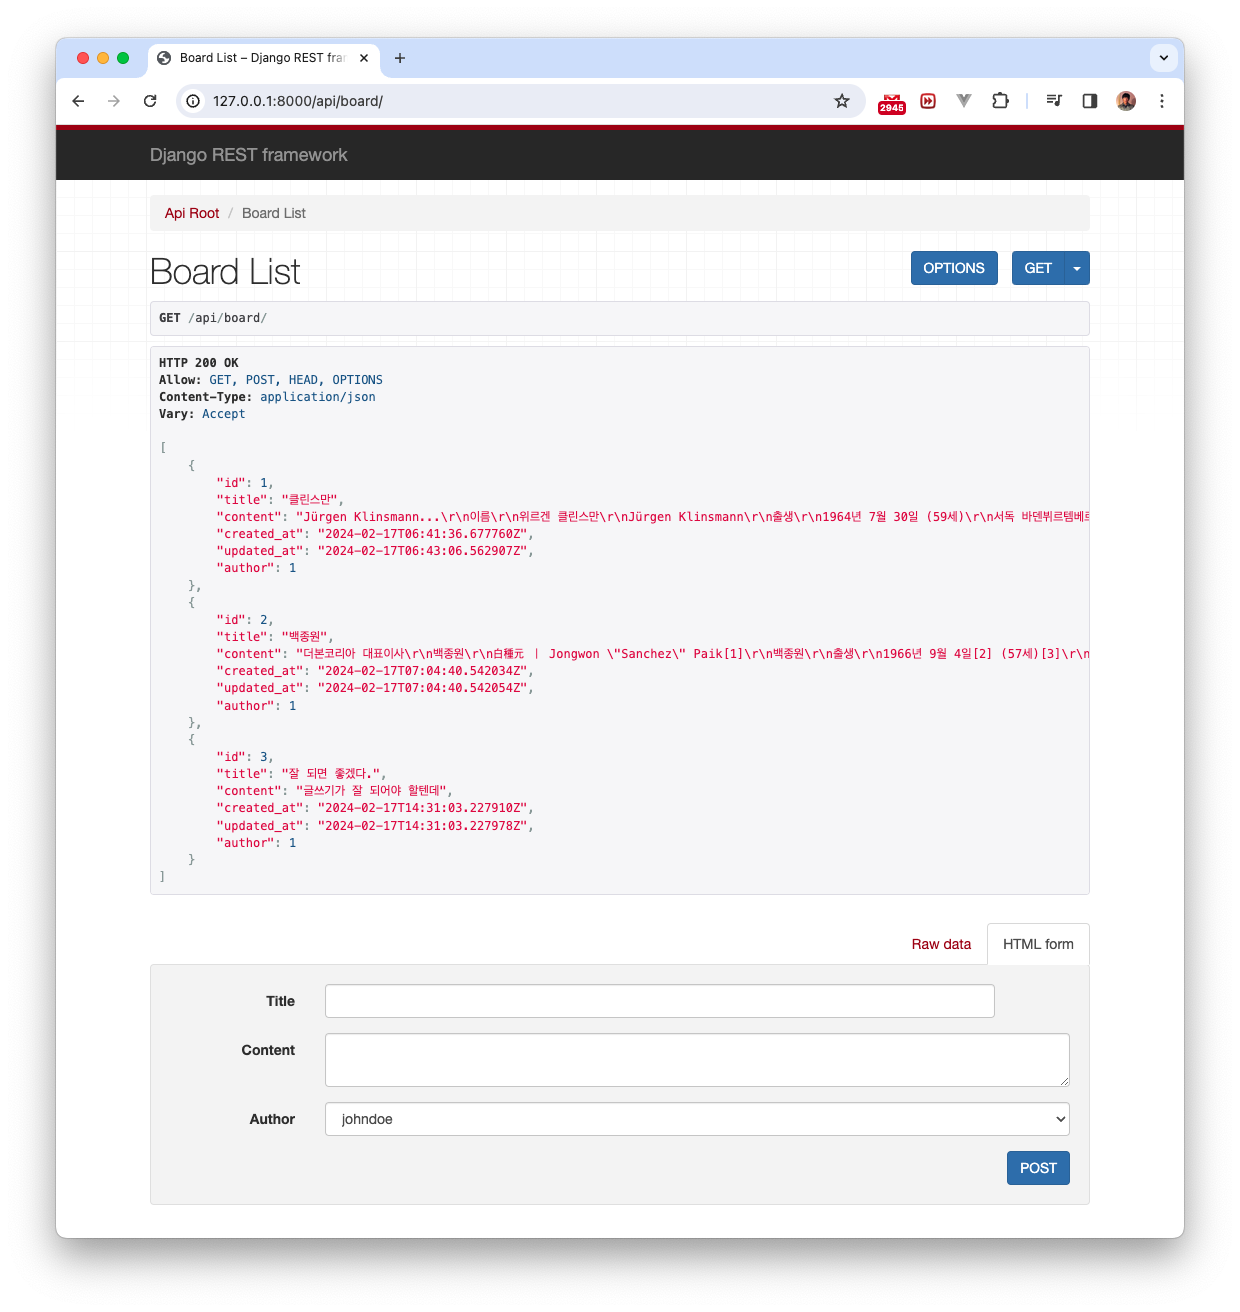 Board List – Django REST fra
127.0.0.1:8000/api/board/
2945
Django REST framework
Api Root / Board List
Board List
OPTIONS
GET
GET /api/board/
HTTP 200 OK
Allow: GET, POST, HEAD, OPTIONS
Content-Type: application/json
Vary: Accept
[
{
"id": 1,
"title": "클린스만",
"content": "Jürgen Klinsmann...\r\n이름\r\n위르겐 클린스만\r\nJürgen Klinsmann\r\n출생\r\n1964년 7월 30일 (59세)\r\n서독 바덴뷔르템베르
"created_at": "2024-02-17T06:41:36.677760Z",
"updated_at": "2024-02-17T06:43:06.562907Z",
"author": 1
},
{
"id": 2,
"title": "백종원",
"content": "더본코리아 대표이사\r\n백종원\r\n白種元 | Jongwon \"Sanchez\" Paik[1]\r\n백종원\r\n출생\r\n1966년 9월 4일[2] (57세)[3]\r\n
"created_at": "2024-02-17T07:04:40.542034Z",
"updated_at": "2024-02-17T07:04:40.542054Z",
"author": 1
},
{
"id": 3,
"title": "잘 되면 좋겠다.",
"content": "글쓰기가 잘 되어야 할텐데",
"created_at": "2024-02-17T14:31:03.227910Z",
"updated_at": "2024-02-17T14:31:03.227978Z",
"author": 1
}
]
Raw data
HTML form
Title
Content
Author
johndoe
POST